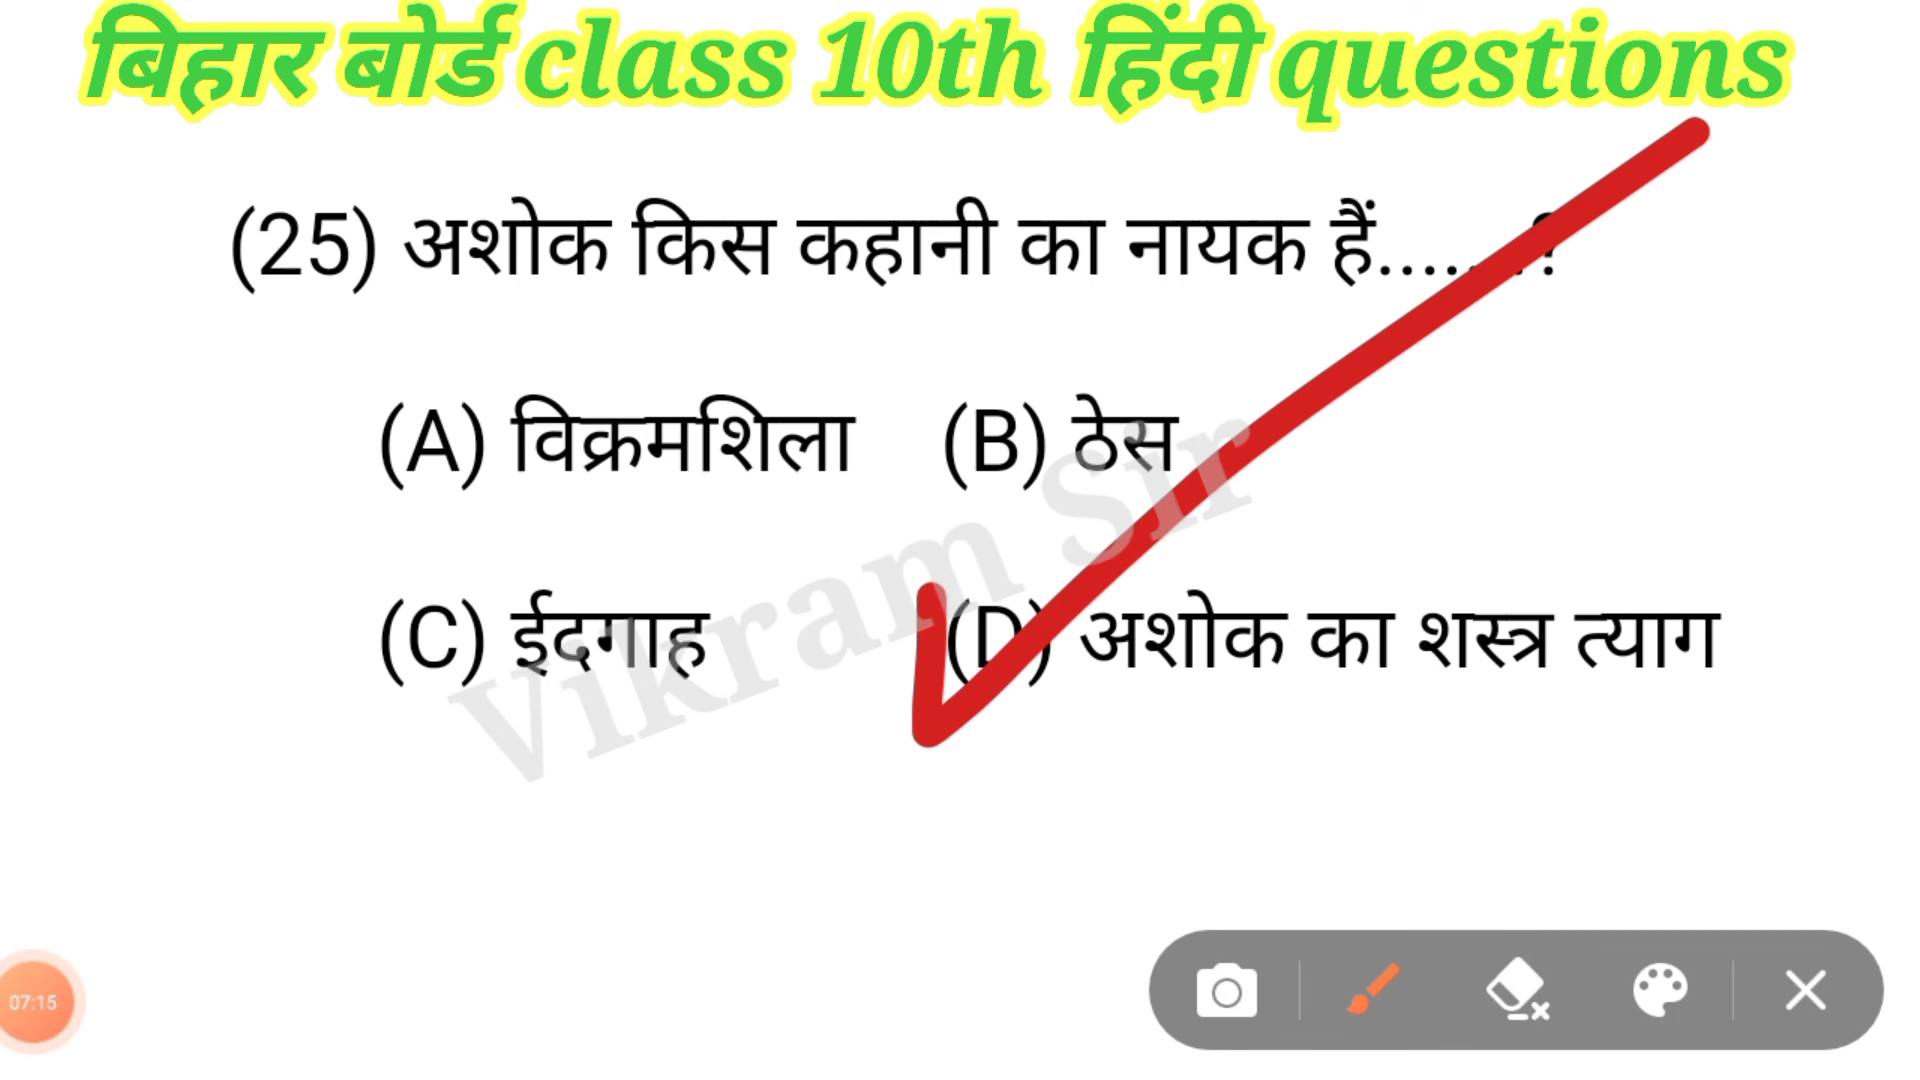 बिहार बोर्ड class 10th हिंदी questions
(25) अशोक किस कहानी का नायक हैं.......?
(A) विक्रमशिला (B) ठेस
(C) ईदगाह (D) अशोक का शस्त्र त्याग
Vikram Sir
07:15